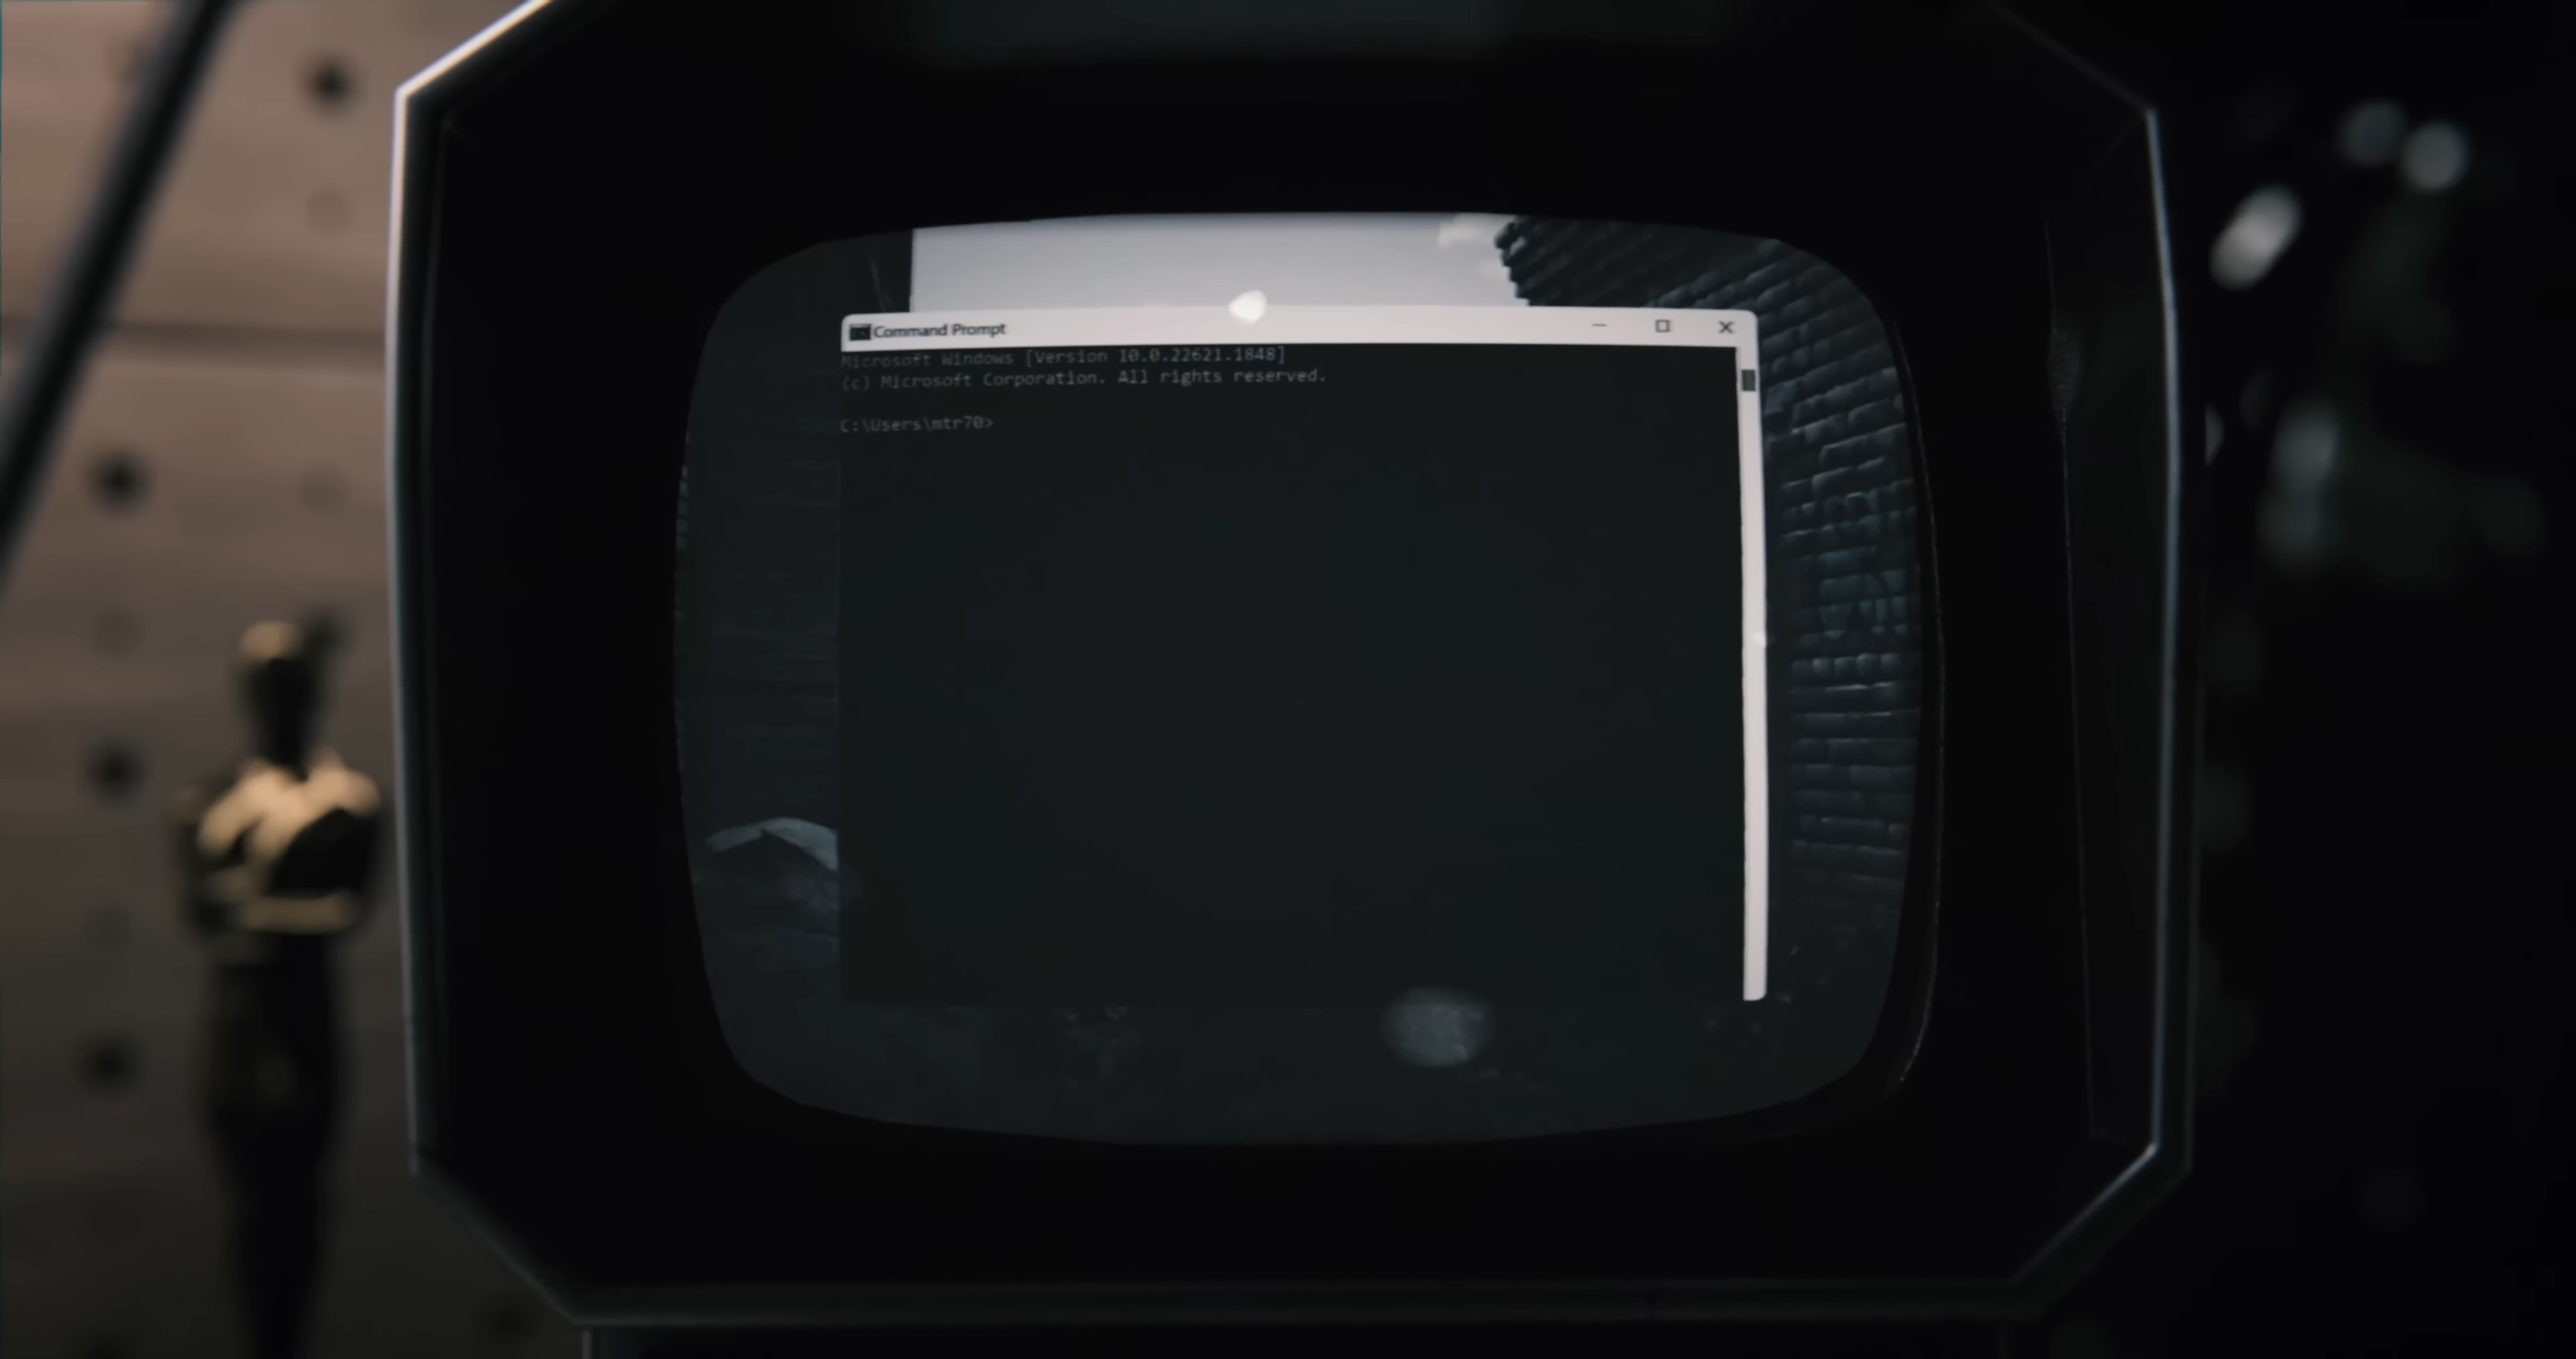 Command Prompt
Microsoft Windows [Version 10.0.22621.1848]
(c) Microsoft Corporation. All rights reserved.
C:\Users\mtr70>